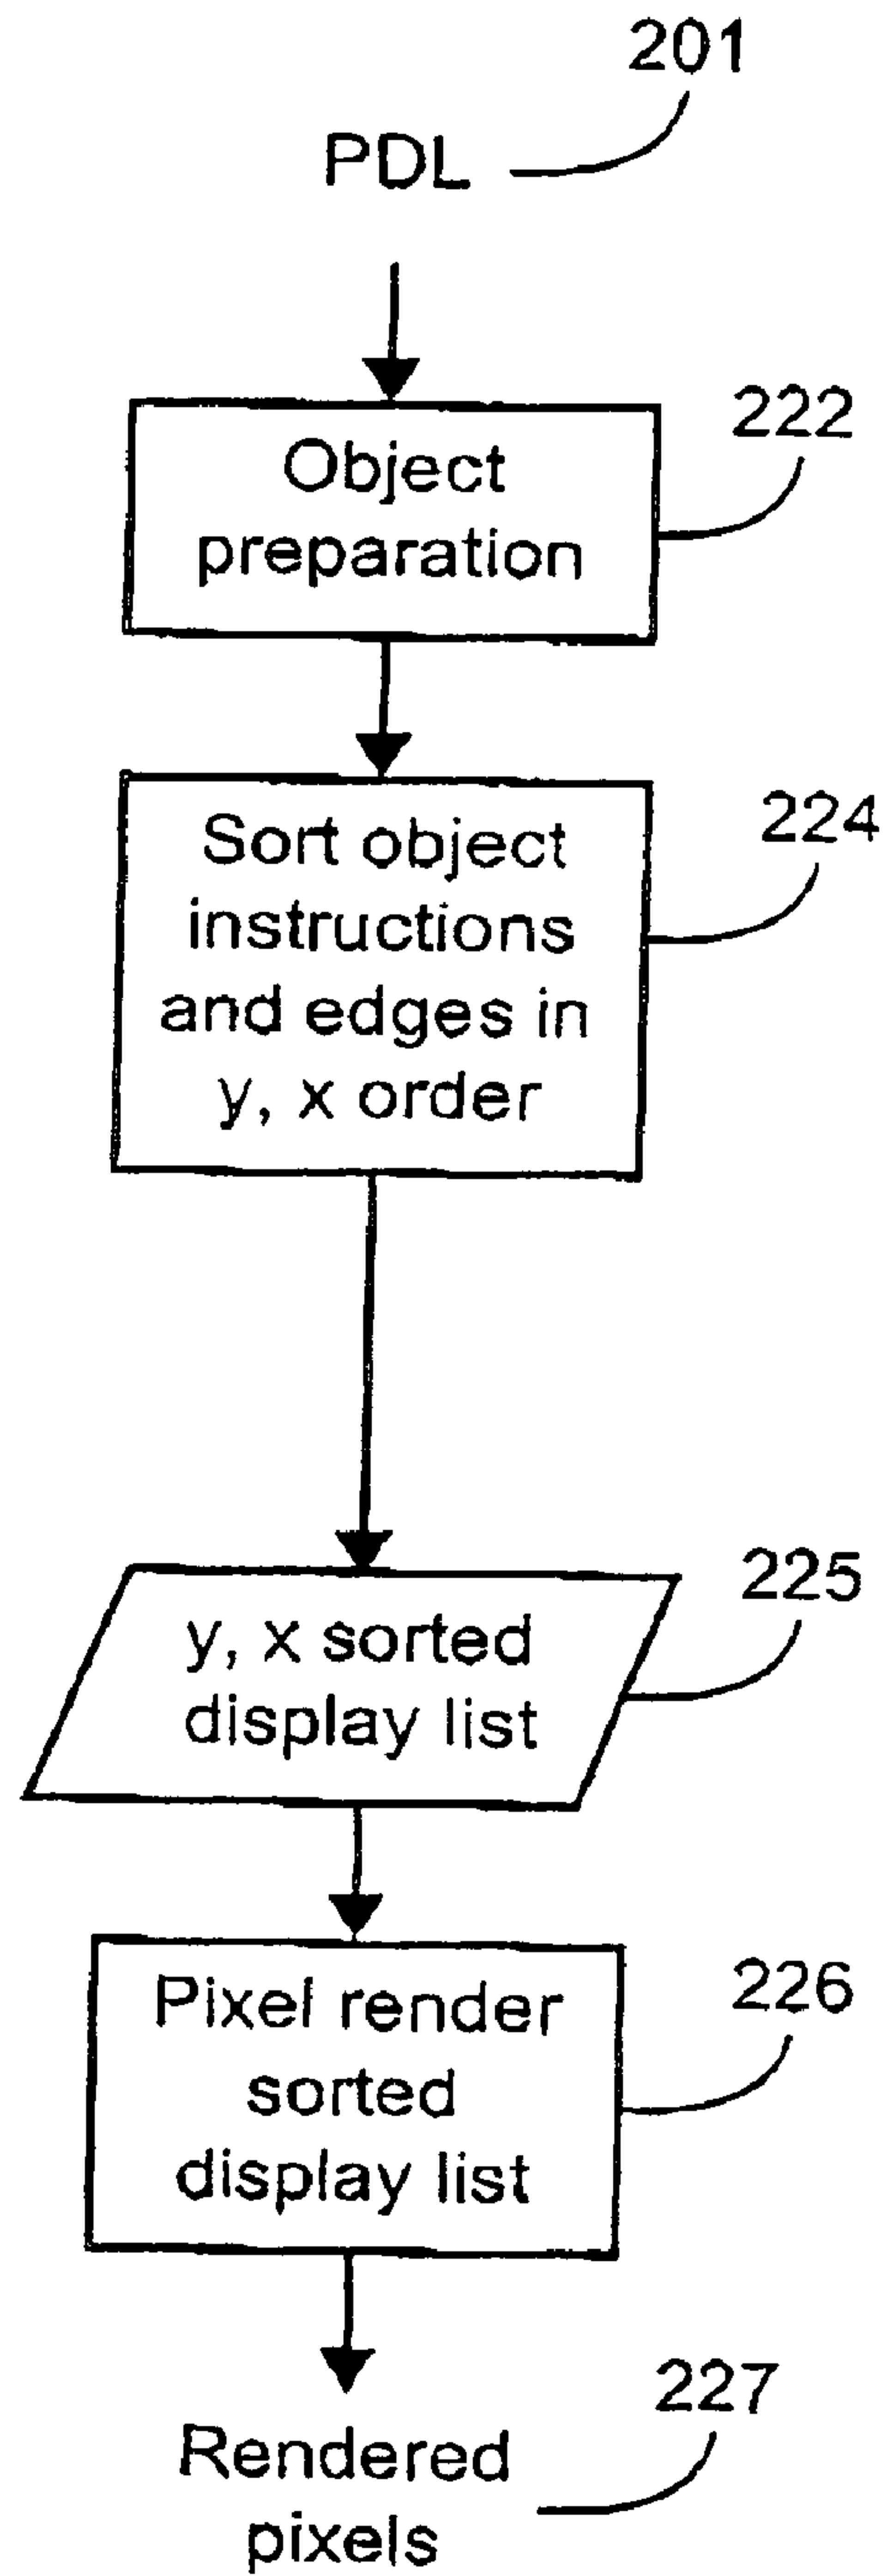 201
PDL
222
Object
preparation
224
Sort object
instructions
and edges in
y, x order
225
y, x sorted
display list
226
Pixel render
sorted
display list
227
Rendered
pixels